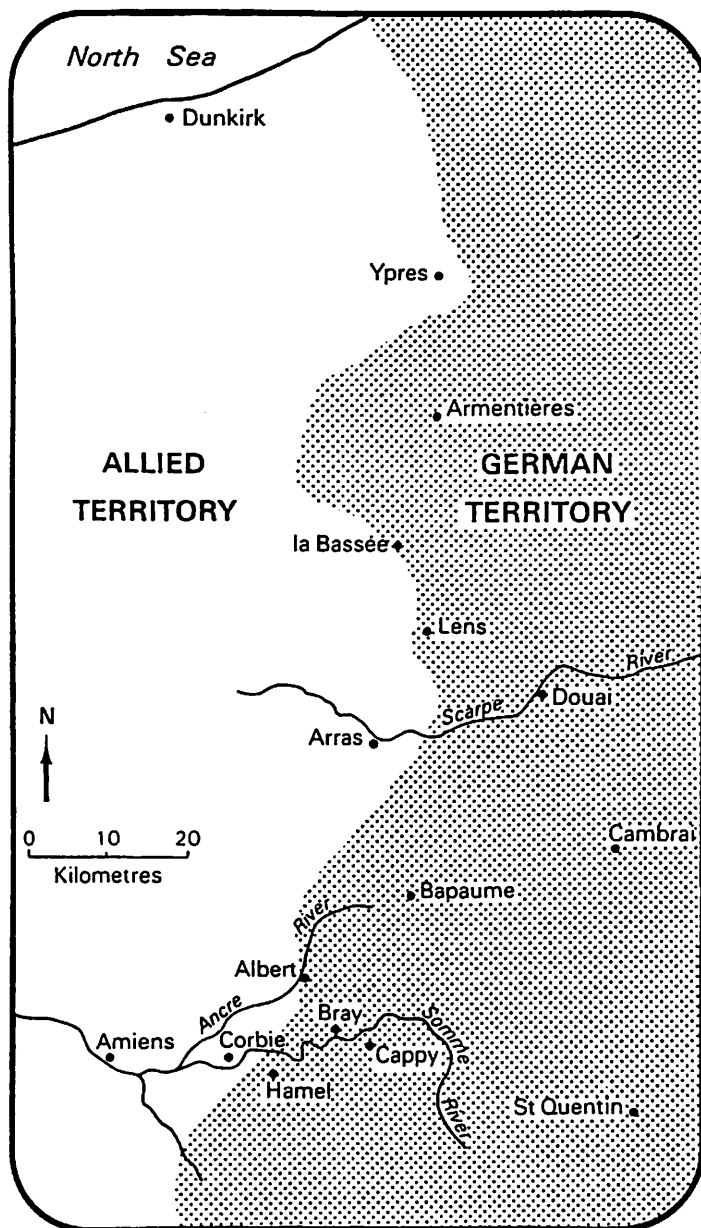 North Sea
Dunkirk
Ypres
Armentières
ALLIED
TERRITORY
GERMAN
TERRITORY
la Bassée
Lens
River
Scarpe
Douai
Arras
N
0 10 20
Kilometres
Cambrai
Bapaume
River
Albert
Ancre
Bray
Somme
Amiens
Corbie
Cappy
Hamel
River
St Quentin